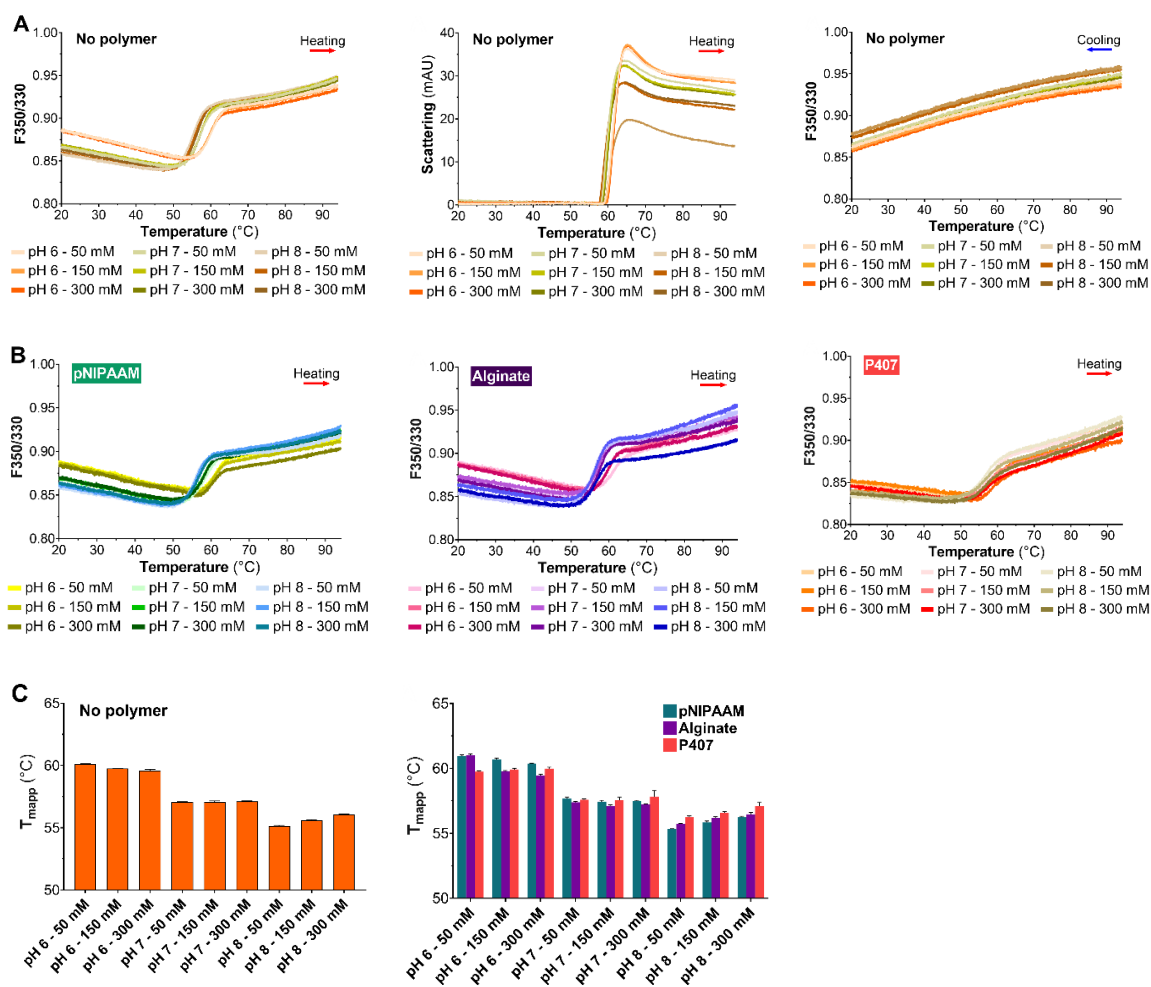 A
No polymer
Heating
F350/330
1.00
0.95
0.90
0.85
0.80
20 30 40 50 60 70 80 90
Temperature (°C)
pH 6 - 50 mM pH 7 - 50 mM pH 8 - 50 mM
pH 6 - 150 mM pH 7 - 150 mM pH 8 - 150 mM
pH 6 - 300 mM pH 7 - 300 mM pH 8 - 300 mM
No polymer
Heating
Scattering (mAU)
40
30
20
10
0
20 30 40 50 60 70 80 90
Temperature (°C)
pH 6 - 50 mM pH 7 - 50 mM pH 8 - 50 mM
pH 6 - 150 mM pH 7 - 150 mM pH 8 - 150 mM
pH 6 - 300 mM pH 7 - 300 mM pH 8 - 300 mM
No polymer
Cooling
F350/330
1.00
0.95
0.90
0.85
0.80
20 30 40 50 60 70 80 90
Temperature (°C)
pH 6 - 50 mM pH 7 - 50 mM pH 8 - 50 mM
pH 6 - 150 mM pH 7 - 150 mM pH 8 - 150 mM
pH 6 - 300 mM pH 7 - 300 mM pH 8 - 300 mM
B
pNIPAAM
Heating
F350/330
1.00
0.95
0.90
0.85
0.80
20 30 40 50 60 70 80 90
Temperature (°C)
pH 6 - 50 mM pH 7 - 50 mM pH 8 - 50 mM
pH 6 - 150 mM pH 7 - 150 mM pH 8 - 150 mM
pH 6 - 300 mM pH 7 - 300 mM pH 8 - 300 mM
Alginate
Heating
F350/330
1.00
0.95
0.90
0.85
0.80
20 30 40 50 60 70 80 90
Temperature (°C)
pH 6 - 50 mM pH 7 - 50 mM pH 8 - 50 mM
pH 6 - 150 mM pH 7 - 150 mM pH 8 - 150 mM
pH 6 - 300 mM pH 7 - 300 mM pH 8 - 300 mM
P407
Heating
F350/330
1.00
0.95
0.90
0.85
0.80
20 30 40 50 60 70 80 90
Temperature (°C)
pH 6 - 50 mM pH 7 - 50 mM pH 8 - 50 mM
pH 6 - 150 mM pH 7 - 150 mM pH 8 - 150 mM
pH 6 - 300 mM pH 7 - 300 mM pH 8 - 300 mM
C
No polymer
Tmapp (°C)
65
60
55
50
pH 6 - 50 mM
pH 6 - 150 mM
pH 6 - 300 mM
pH 7 - 50 mM
pH 7 - 150 mM
pH 7 - 300 mM
pH 8 - 50 mM
pH 8 - 150 mM
pH 8 - 300 mM
pNIPAAM
Alginate
P407
Tmapp (°C)
65
60
55
50
pH 6 - 50 mM
pH 6 - 150 mM
pH 6 - 300 mM
pH 7 - 50 mM
pH 7 - 150 mM
pH 7 - 300 mM
pH 8 - 50 mM
pH 8 - 150 mM
pH 8 - 300 mM